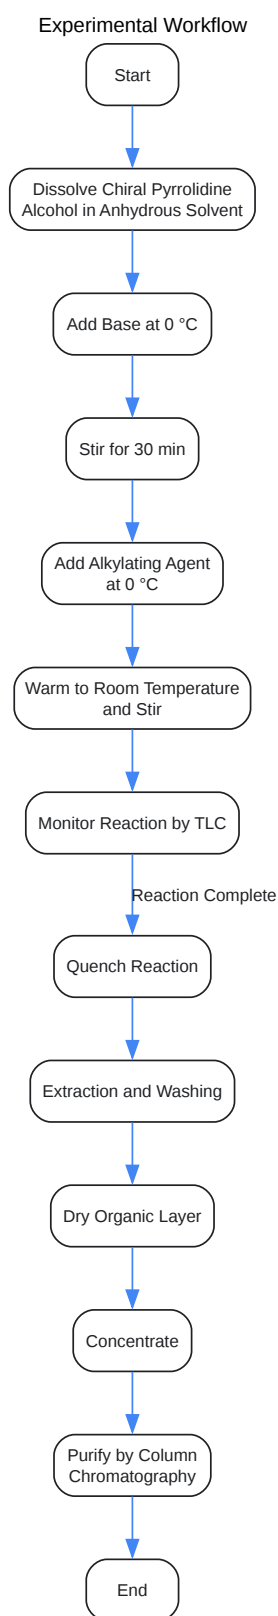 Experimental Workflow
Start
Dissolve Chiral Pyrrolidine
Alcohol in Anhydrous Solvent
Add Base at 0 °C
Stir for 30 min
Add Alkylating Agent
at 0 °C
Warm to Room Temperature
and Stir
Monitor Reaction by TLC
Reaction Complete
Quench Reaction
Extraction and Washing
Dry Organic Layer
Concentrate
Purify by Column
Chromatography
End